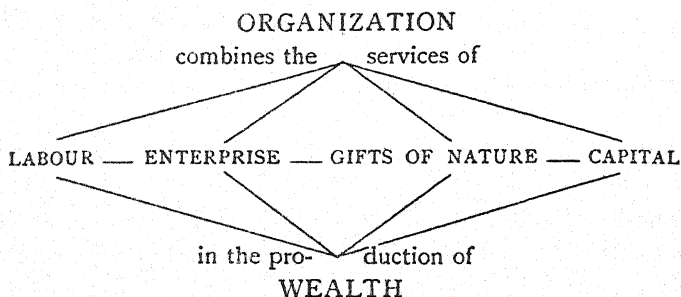 ORGANIZATION
combines the services of
LABOUR — ENTERPRISE — GIFTS OF NATURE — CAPITAL
in the pro- duction of
WEALTH